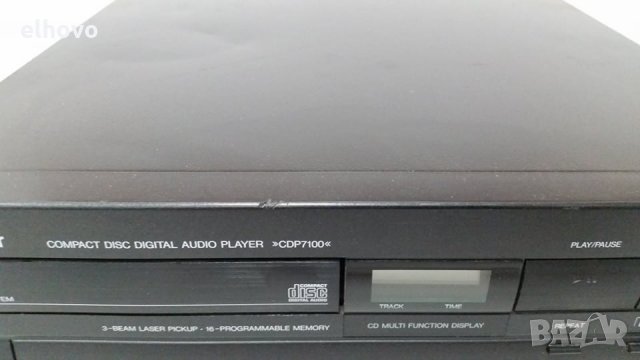 elhovo
COMPACT DISC DIGITAL AUDIO PLAYER »CDP7100«
PLAY/PAUSE
COMPACT
disc
DIGITAL AUDIO
TRACK TIME
3-BEAM LASER PICKUP - 16-PROGRAMMABLE MEMORY
CD MULTI FUNCTION DISPLAY
REPEAT
BAZAR